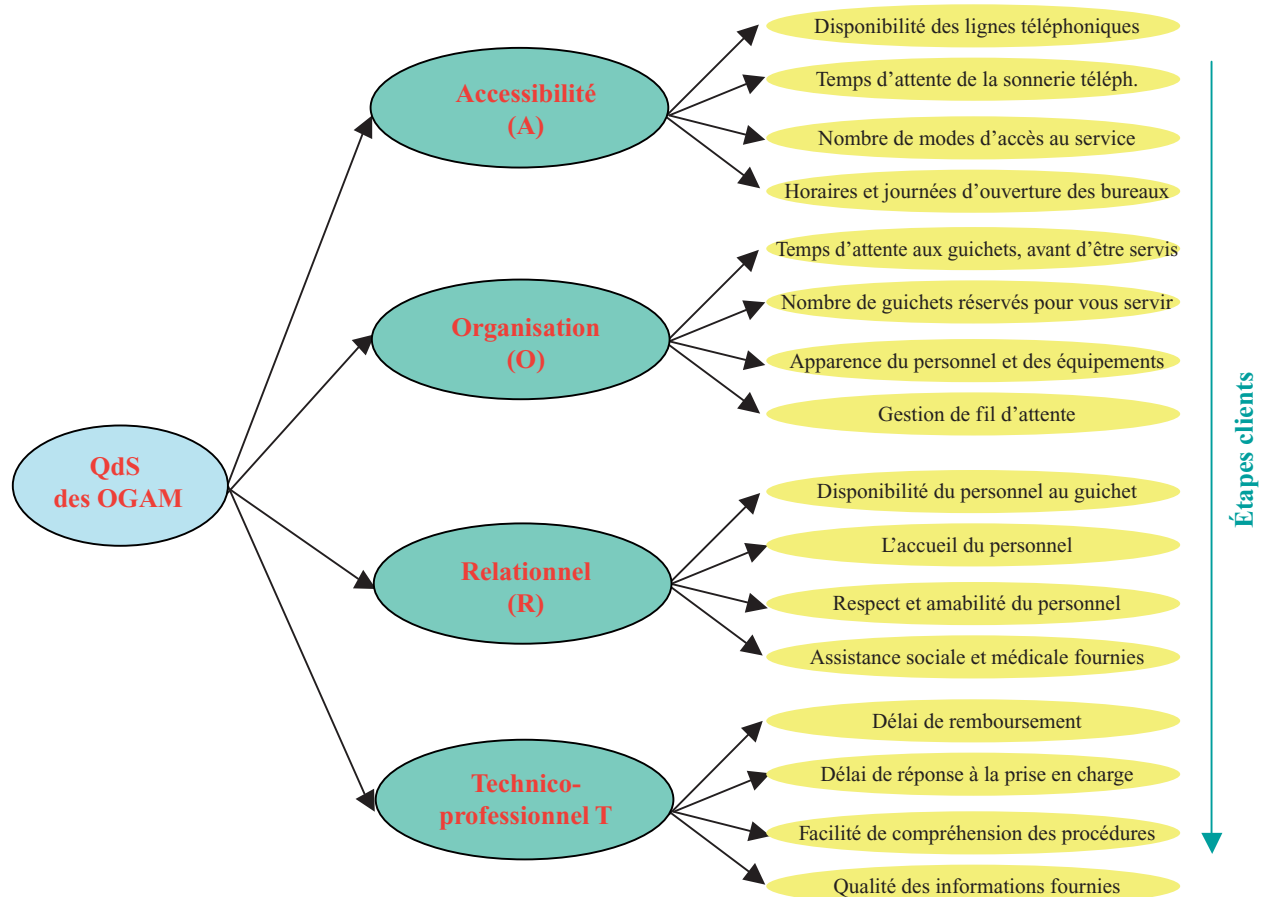 QdS
des OGAM
Accessibilité
(A)
Disponibilité des lignes téléphoniques
Temps d'attente de la sonnerie téléph.
Nombre de modes d'accès au service
Horaires et journées d'ouverture des bureaux
Organisation
(O)
Temps d'attente aux guichets, avant d'être servis
Nombre de guichets réservés pour vous servir
Apparence du personnel et des équipements
Gestion de fil d'attente
Relationnel
(R)
Disponibilité du personnel au guichet
L'accueil du personnel
Respect et amabilité du personnel
Assistance sociale et médicale fournies
Technico-
professionnel T
Délai de remboursement
Délai de réponse à la prise en charge
Facilité de compréhension des procédures
Qualité des informations fournies
Étapes clients